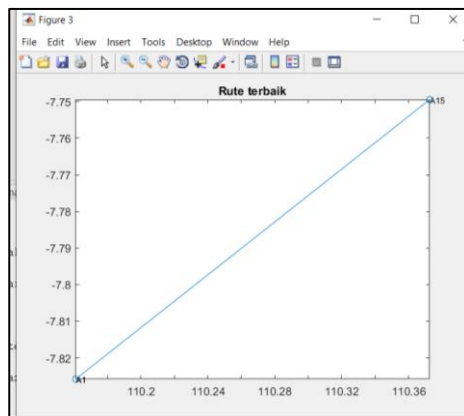 Figure 3
File Edit View Insert Tools Desktop Window Help
Rute terbaik
-7.75
A15
-7.76
-7.77
-7.78
-7.79
-7.8
-7.81
-7.82
A1
110.2 110.24 110.28 110.32 110.36